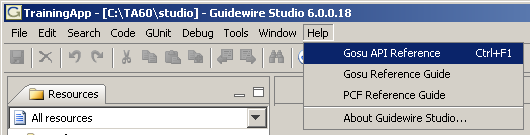 TrainingApp - [C:\TA60\studio] - Guidewire Studio 6.0.0.18
File Edit Search Code GUnit Debug Tools Window Help
Gosu API Reference Ctrl+F1
Gosu Reference Guide
PCF Reference Guide
About Guidewire Studio...
Resources
All resources